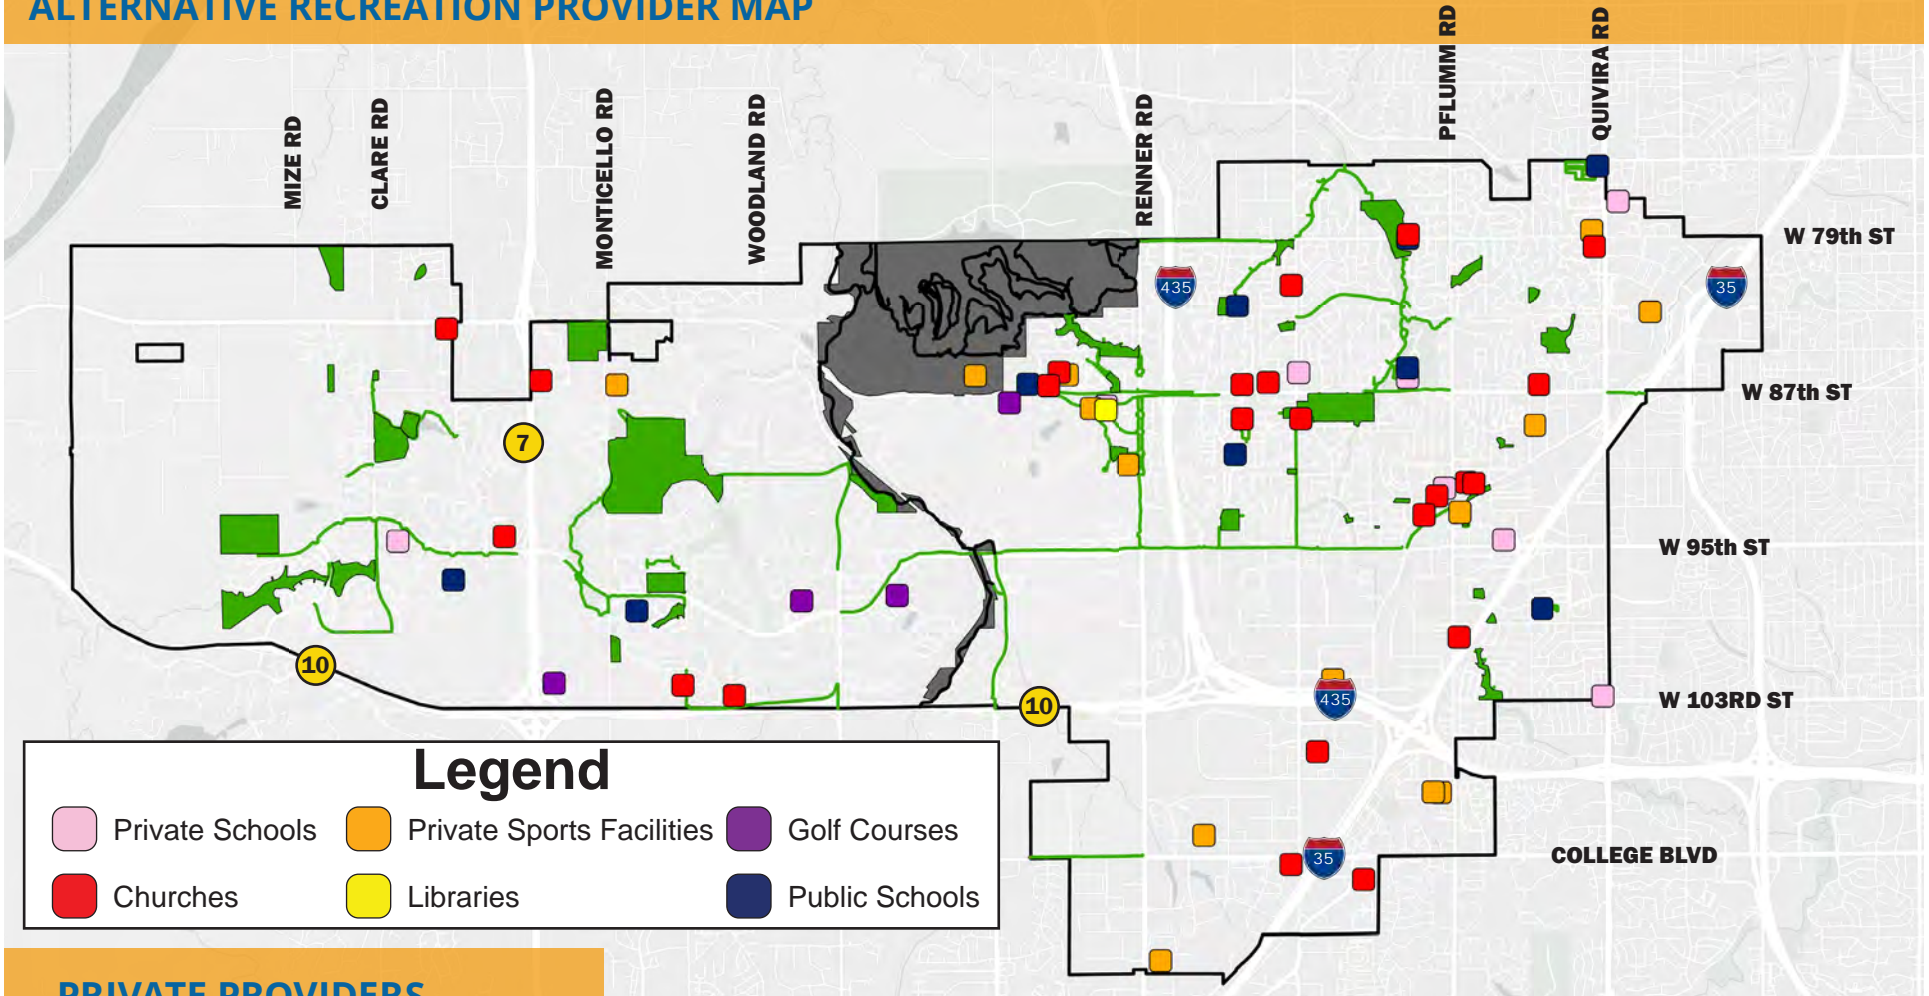 ALTERNATIVE RECREATION PROVIDER MAP
MIZE RD
CLARE RD
MONTICELLO RD
WOODLAND RD
RENNER RD
PFLUMM RD
QUIVIRA RD
W 79th ST
435
35
W 87th ST
7
W 95th ST
10
10
435
W 103RD ST
35
COLLEGE BLVD
Legend
Private Schools
Private Sports Facilities
Golf Courses
Churches
Libraries
Public Schools
PRIVATE PROVIDERS